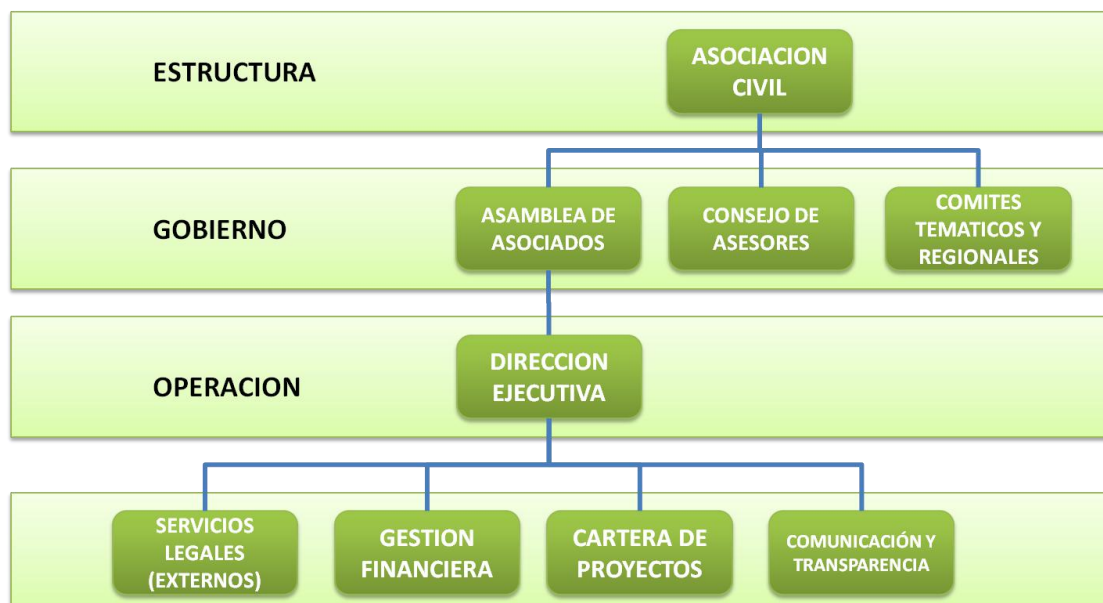 ESTRUCTURA
ASOCIACION
CIVIL
GOBIERNO
ASAMBLEA DE
ASOCIADOS
CONSEJO DE
ASESORES
COMITES
TEMATICOS Y
REGIONALES
OPERACION
DIRECCION
EJECUTIVA
SERVICIOS
LEGALES
(EXTERNOS)
GESTION
FINANCIERA
CARTERA DE
PROYECTOS
COMUNICACIÓN Y
TRANSPARENCIA